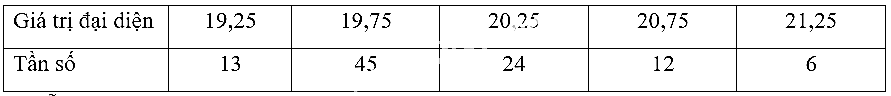 Giá trị đại diện 19,25 19,75 20,25 20,75 21,25
Tần số 13 45 24 12 6